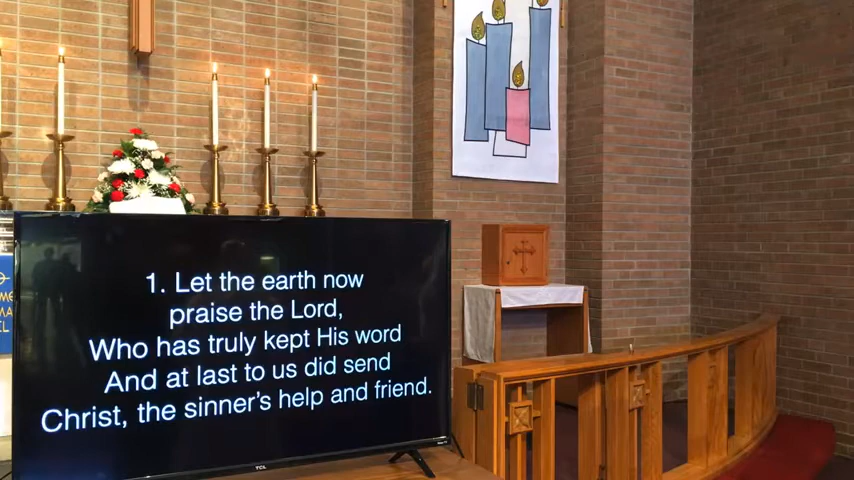 1. Let the earth now
praise the Lord,
Who has truly kept His word
And at last to us did send
Christ, the sinner's help and friend.
TCL